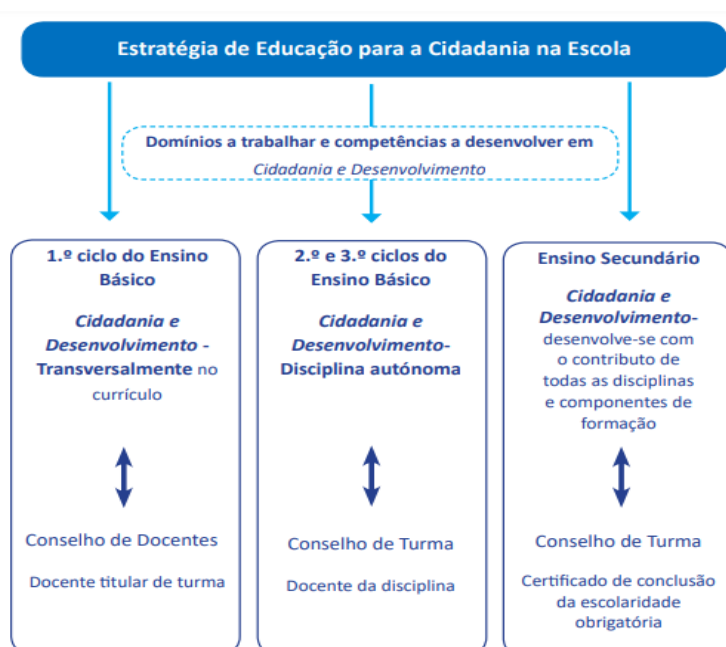 Estratégia de Educação para a Cidadania na Escola
Domínios a trabalhar e competências a desenvolver em
Cidadania e Desenvolvimento
1.º ciclo do Ensino
Básico
Cidadania e
Desenvolvimento -
Transversalmente no
currículo
Conselho de Docentes
Docente titular de turma
2.º e 3.º ciclos do
Ensino Básico
Cidadania e
Desenvolvimento-
Disciplina autónoma
Conselho de Turma
Docente da disciplina
Ensino Secundário
Cidadania e
Desenvolvimento-
desenvolve-se com
o contributo de
todas as disciplinas
e componentes de
formação
Conselho de Turma
Certificado de conclusão
da escolaridade
obrigatória